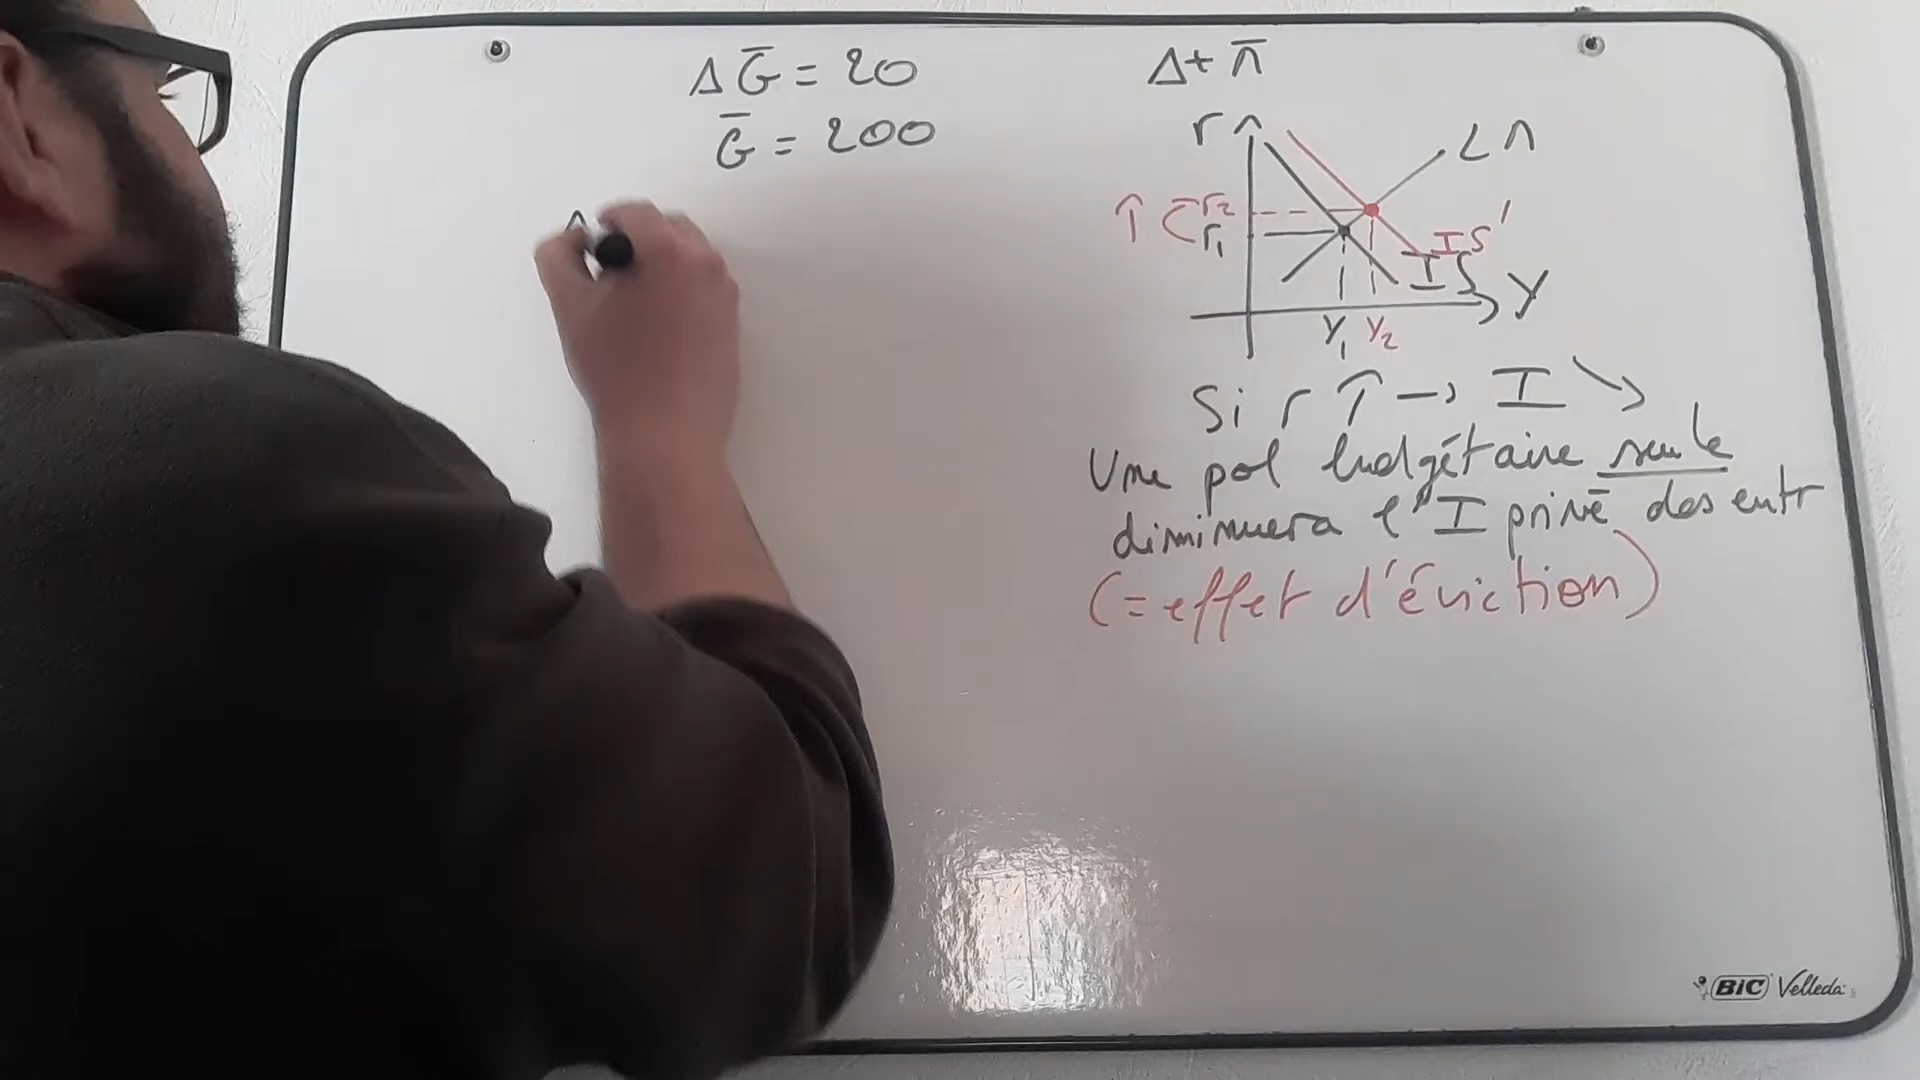 ΔḠ = 20
Ḡ = 200
Δ+ M̄
r
LM
r2
r1
IS'
IS
Y
Y1 Y2
Si r ↑ → I ↘
Une pol budgétaire seule
diminuera l'I privé des entr
(= effet d'éviction)
BIC Velleda